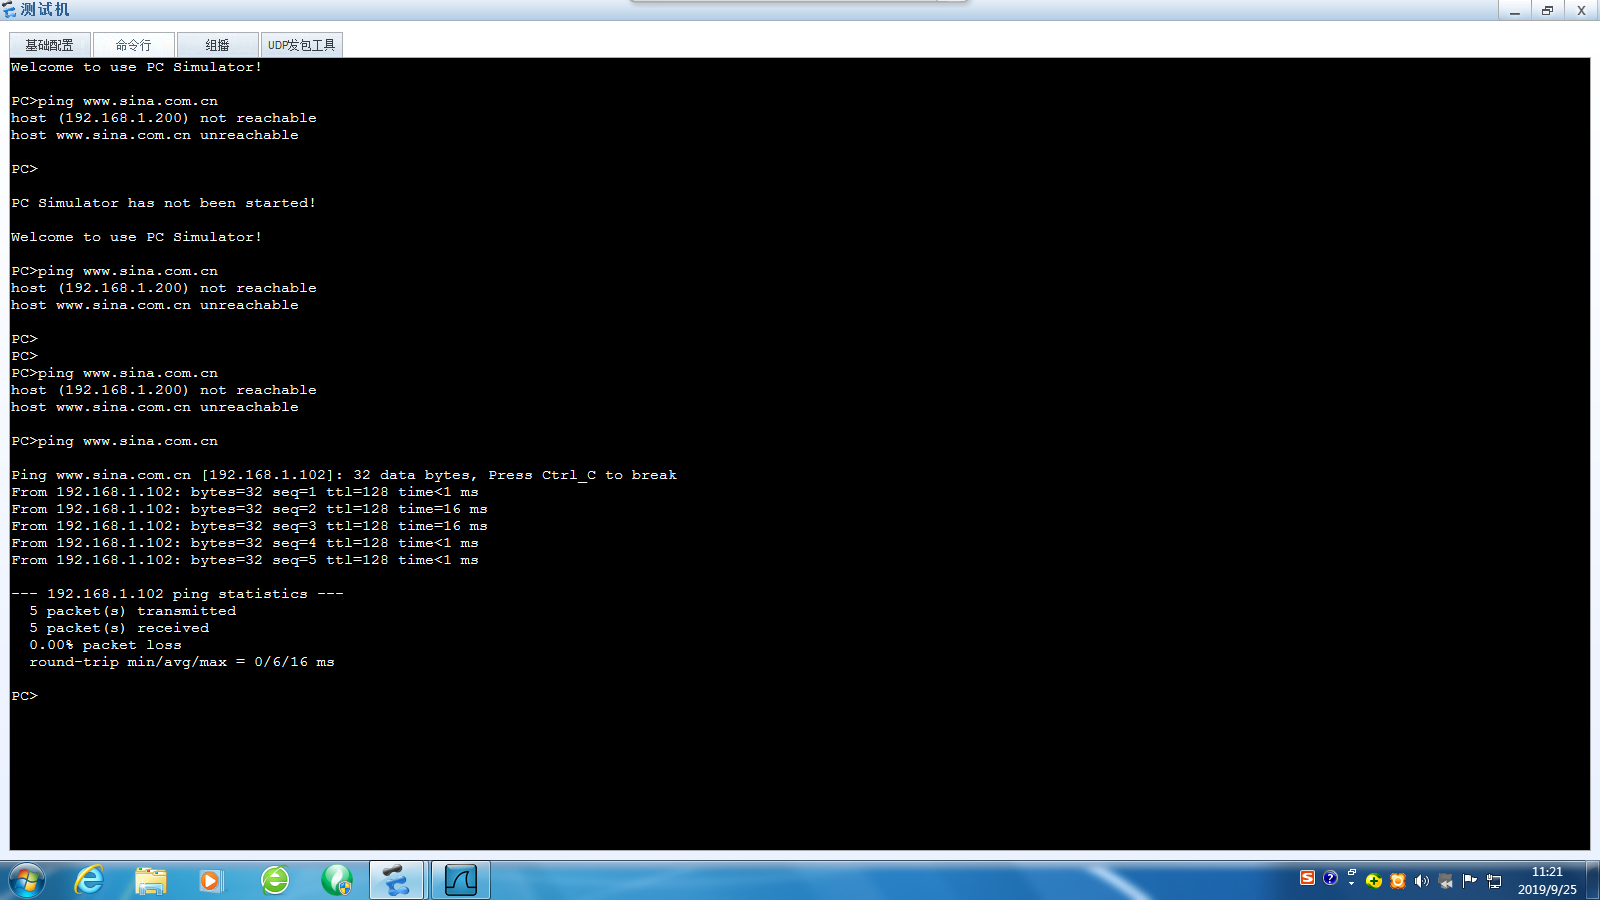 测试机
基础配置 命令行 组播 UDP发包工具
Welcome to use PC Simulator!
PC>ping www.sina.com.cn
host (192.168.1.200) not reachable
host www.sina.com.cn unreachable
PC>
PC Simulator has not been started!
Welcome to use PC Simulator!
PC>ping www.sina.com.cn
host (192.168.1.200) not reachable
host www.sina.com.cn unreachable
PC>
PC>
PC>ping www.sina.com.cn
host (192.168.1.200) not reachable
host www.sina.com.cn unreachable
PC>ping www.sina.com.cn
Ping www.sina.com.cn [192.168.1.102]: 32 data bytes, Press Ctrl_C to break
From 192.168.1.102: bytes=32 seq=1 ttl=128 time<1 ms
From 192.168.1.102: bytes=32 seq=2 ttl=128 time=16 ms
From 192.168.1.102: bytes=32 seq=3 ttl=128 time=16 ms
From 192.168.1.102: bytes=32 seq=4 ttl=128 time<1 ms
From 192.168.1.102: bytes=32 seq=5 ttl=128 time<1 ms
--- 192.168.1.102 ping statistics ---
5 packet(s) transmitted
5 packet(s) received
0.00% packet loss
round-trip min/avg/max = 0/6/16 ms
PC>
11:21
2019/9/25